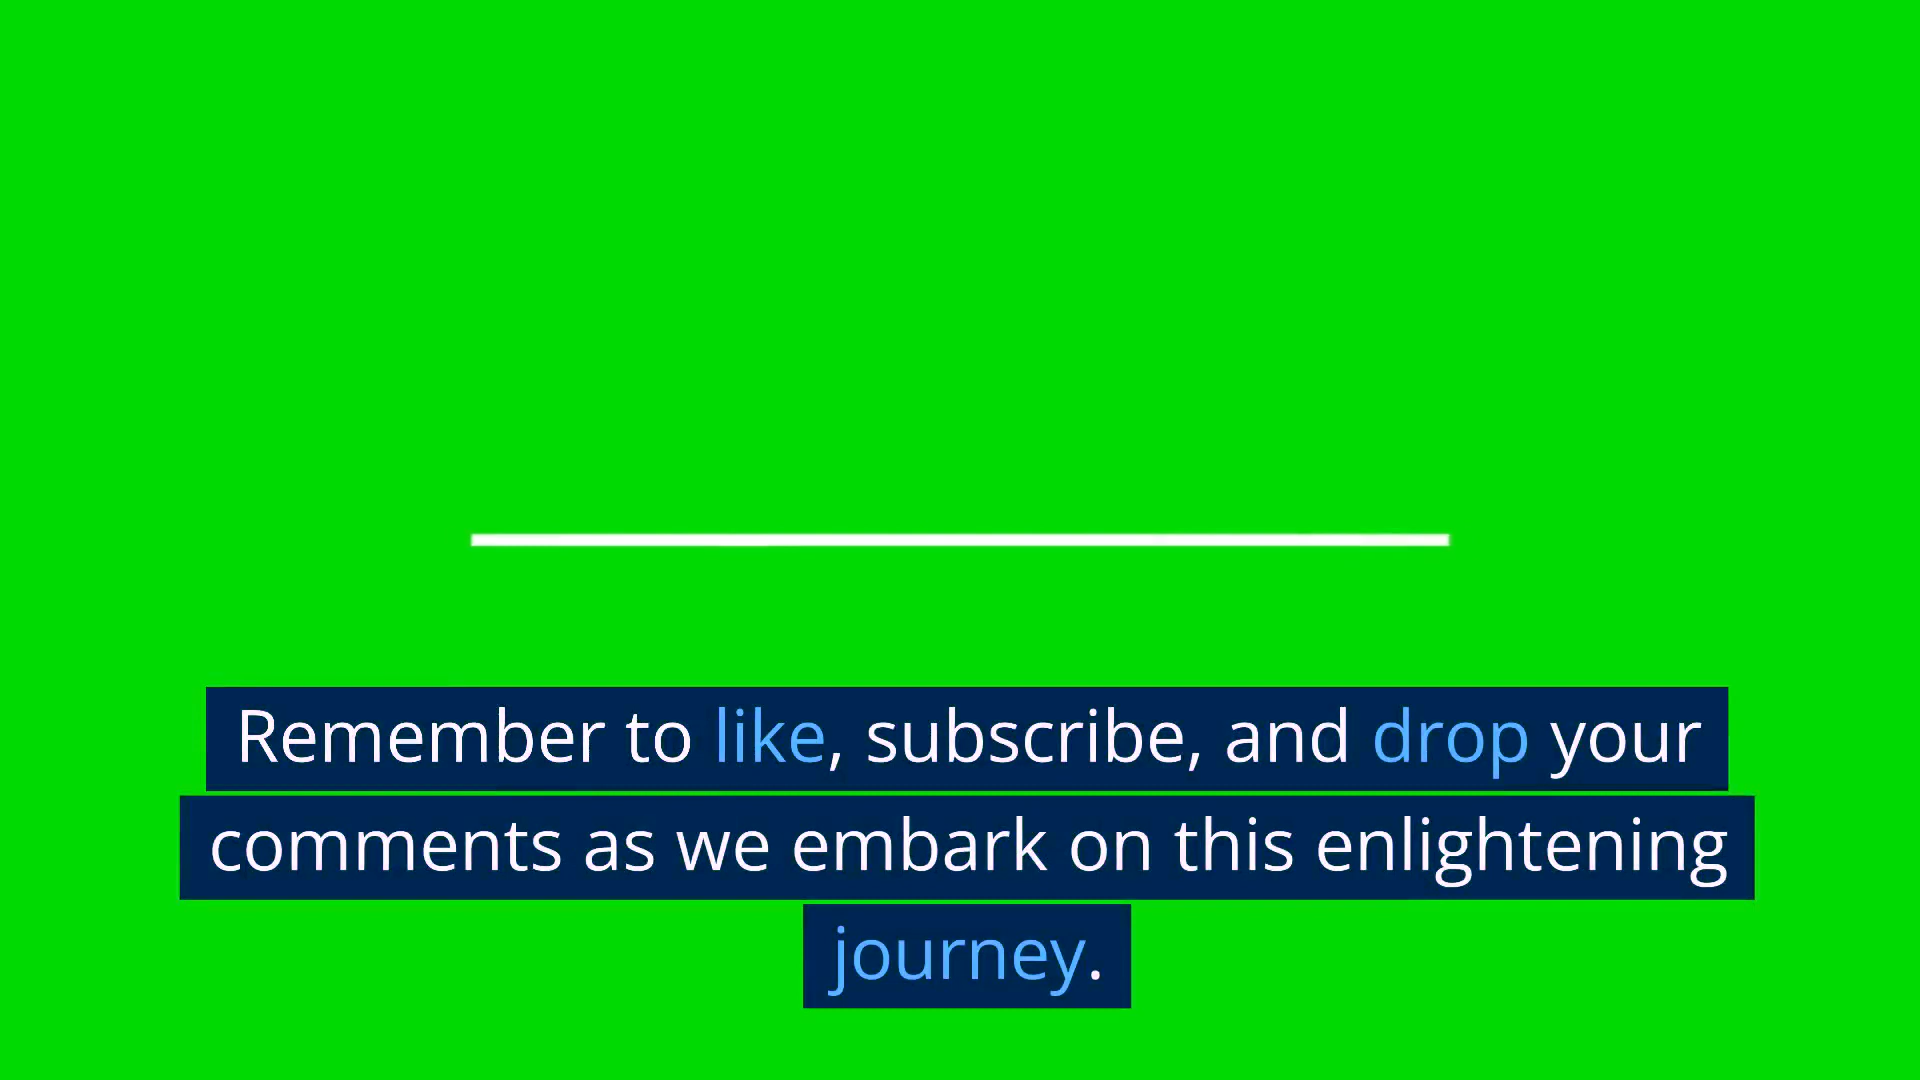 Remember to like, subscribe, and drop your
comments as we embark on this enlightening
journey.